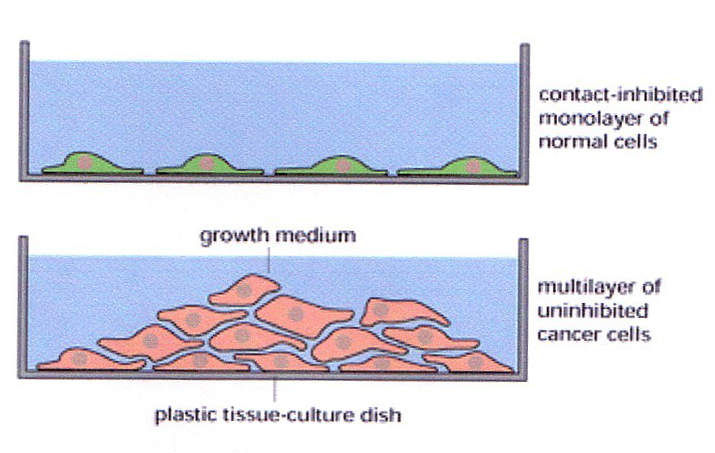 contact-inhibited
monolayer of
normal cells
growth medium
multilayer of
uninhibited
cancer cells
plastic tissue-culture dish